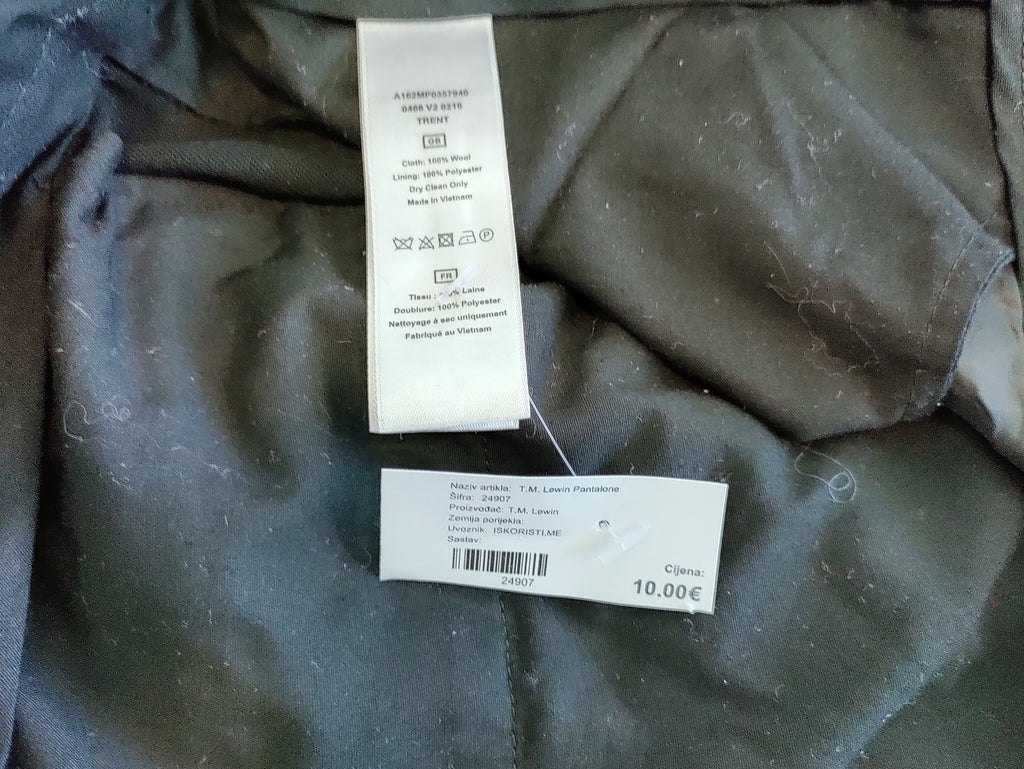 A162MP0357940
0466 V2 0216
TRENT
GB
Cloth: 100% Wool
Lining: 100% Polyester
Dry Clean Only
Made in Vietnam
P
FR
Tissu : Laine
Doublure: 100% Polyester
Nettoyage à sec uniquement
Fabriqué au Vietnam
Naziv artikla: T.M. Lewin Pantalone
Šifra: 24907
Proizvođač: T.M. Lewin
Zemlja porijekla:
Uvoznik: ISKORISTI.ME
Sastav:
24907
Cijena:
10.00€